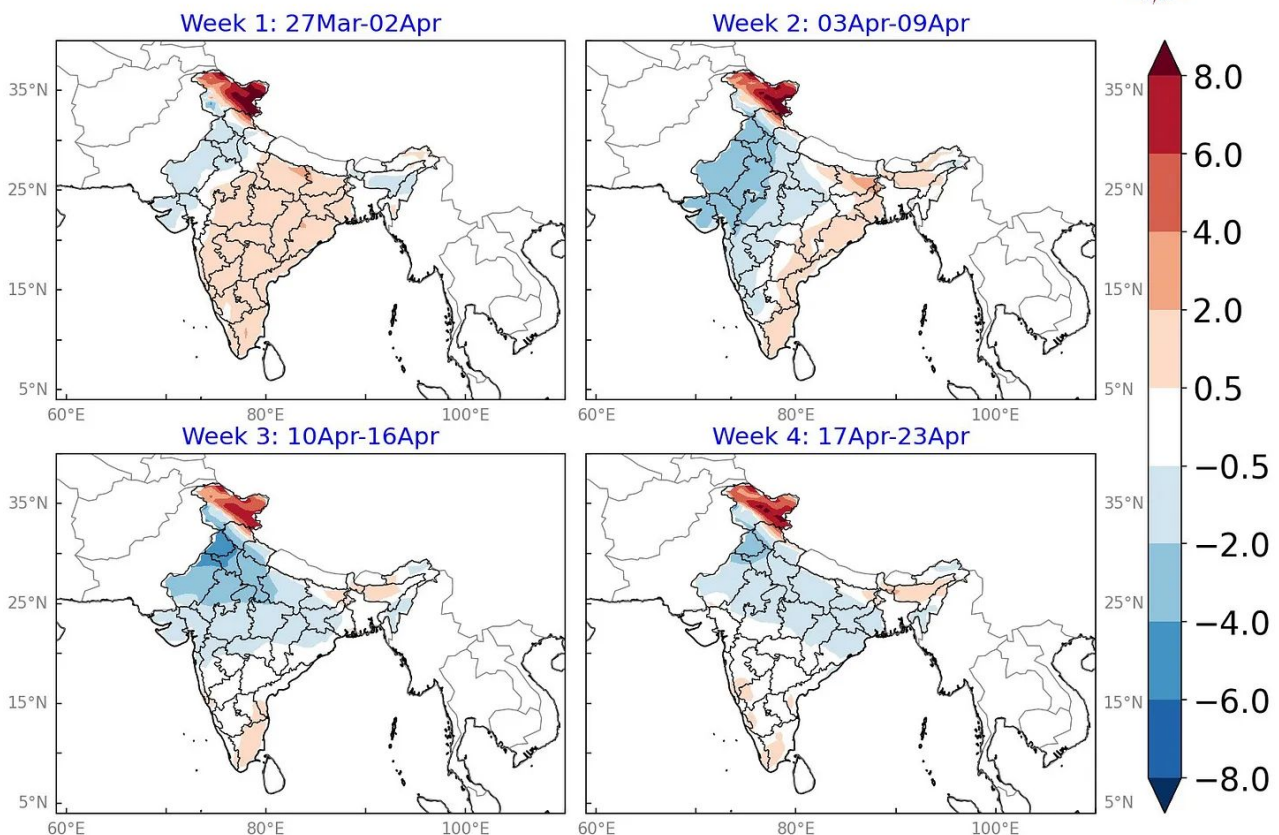 Week 1: 27Mar-02Apr
Week 2: 03Apr-09Apr
35°N
25°N
15°N
5°N
60°E
80°E
100°E
35°N
25°N
15°N
5°N
60°E
80°E
100°E
Week 3: 10Apr-16Apr
Week 4: 17Apr-23Apr
35°N
25°N
15°N
5°N
60°E
80°E
100°E
35°N
25°N
15°N
5°N
60°E
80°E
100°E
8.0
6.0
4.0
2.0
0.5
−0.5
−2.0
−4.0
−6.0
−8.0